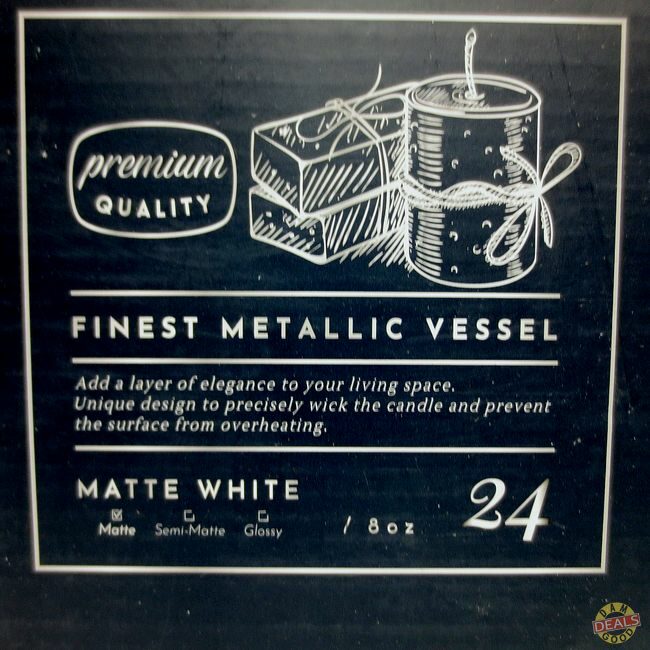 premium
QUALITY
FINEST METALLIC VESSEL
Add a layer of elegance to your living space.
Unique design to precisely wick the candle and prevent
the surface from overheating.
MATTE WHITE
Matte Semi-Matte Glossy
/ 8oz
24
DAM
DEALS
GOOD